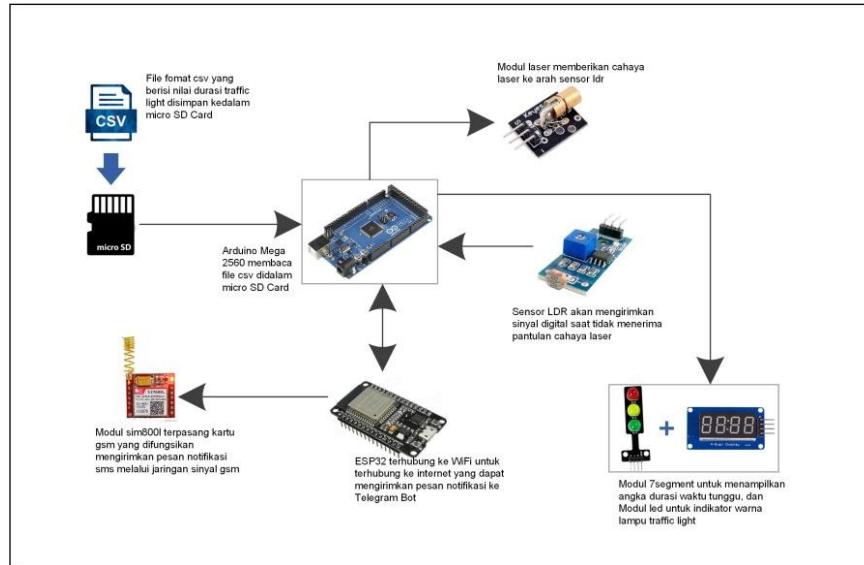 File fomat csv yang
berisi nilai durasi traffic
light disimpan kedalam
micro SD Card
CSV
micro SD
Modul laser memberikan cahaya
laser ke arah sensor ldr
Keyes
Arduino Mega
2560 membaca
file csv didalam
micro SD Card
Sensor LDR akan mengirimkan
sinyal digital saat tidak menerima
pantulan cahaya laser
Modul sim800l terpasang kartu
gsm yang difungsikan
mengirimkan pesan notifikasi
sms melalui jaringan sinyal gsm
ESP32 terhubung ke WiFi untuk
terhubung ke internet yang dapat
mengirimkan pesan notifikasi ke
Telegram Bot
+
88:88
Modul 7segment untuk menampilkan
angka durasi waktu tunggu, dan
Modul led untuk indikator warna
lampu traffic light